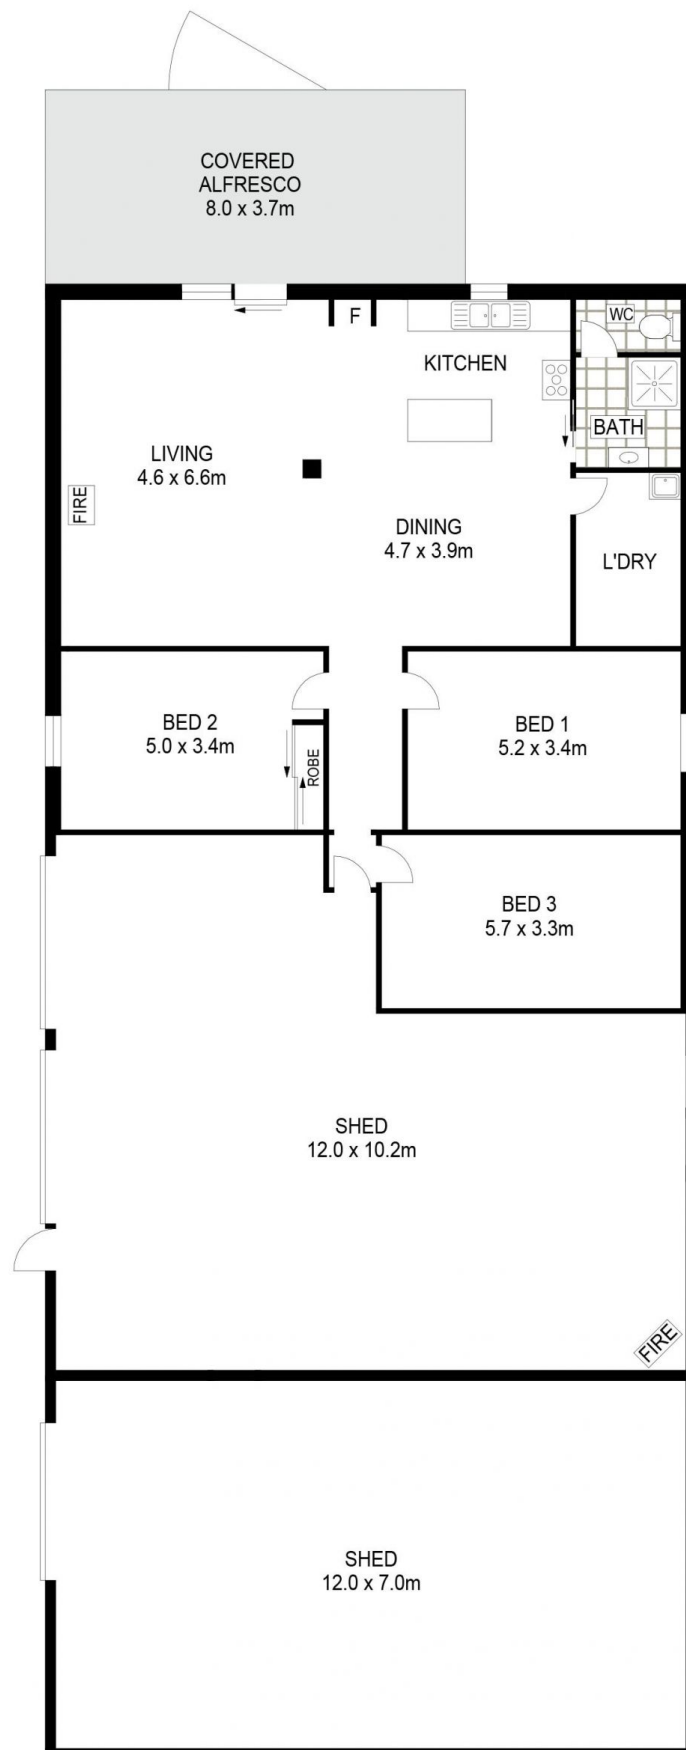 COVERED
ALFRESCO
8.0 x 3.7m
F
WC
KITCHEN
BATH
LIVING
4.6 x 6.6m
FIRE
DINING
4.7 x 3.9m
L'DRY
BED 2
5.0 x 3.4m
ROBE
BED 1
5.2 x 3.4m
BED 3
5.7 x 3.3m
SHED
12.0 x 10.2m
FIRE
SHED
12.0 x 7.0m